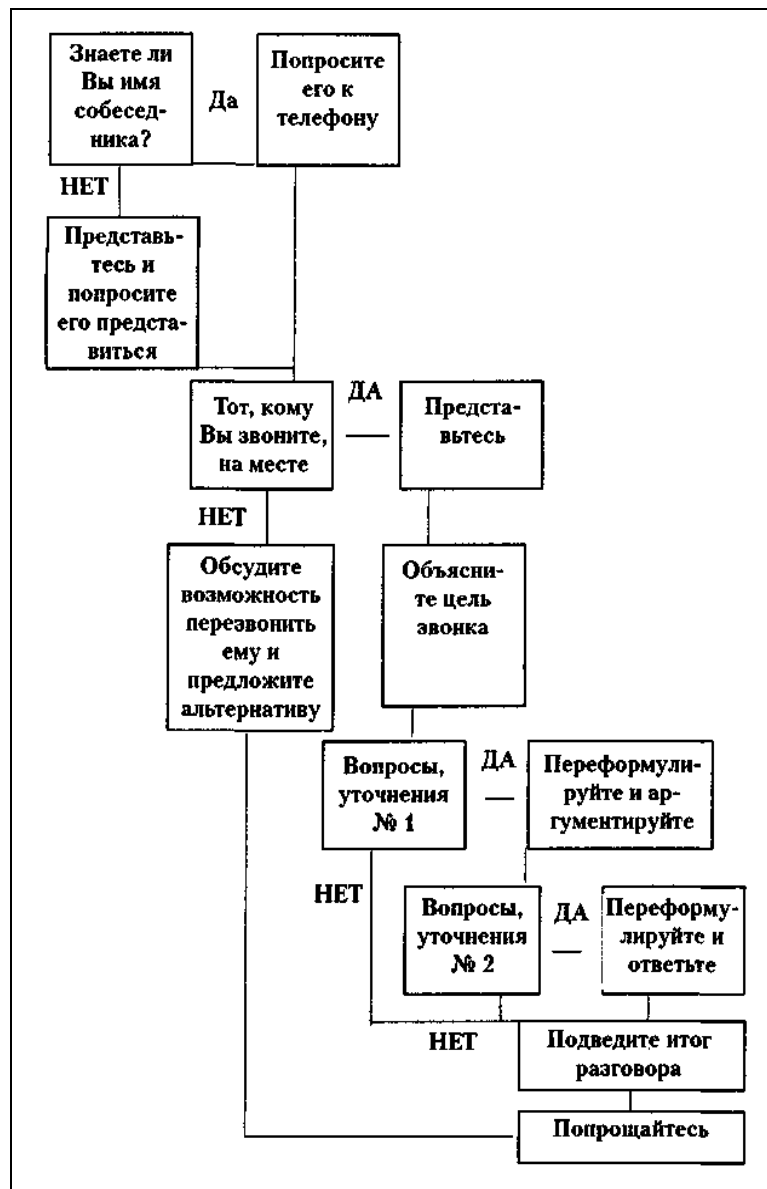 Знаете ли
Вы имя
собесед-
ника?
Да
Попросите
его к
телефону
НЕТ
Представь-
тесь и
попросите
его предста-
виться
Тот, кому
Вы звоните,
на месте
ДА
Предста-
вьтесь
НЕТ
Обсудите
возможность
перезвонить
ему и
предложите
альтернативу
Объясни-
те цель
звонка
Вопросы,
уточнения
№ 1
ДА
Переформули-
руйте и ар-
гументируйте
НЕТ
Вопросы,
уточнения
№ 2
ДА
Переформу-
лируйте и
ответьте
НЕТ
Подведите итог
разговора
Попрощайтесь